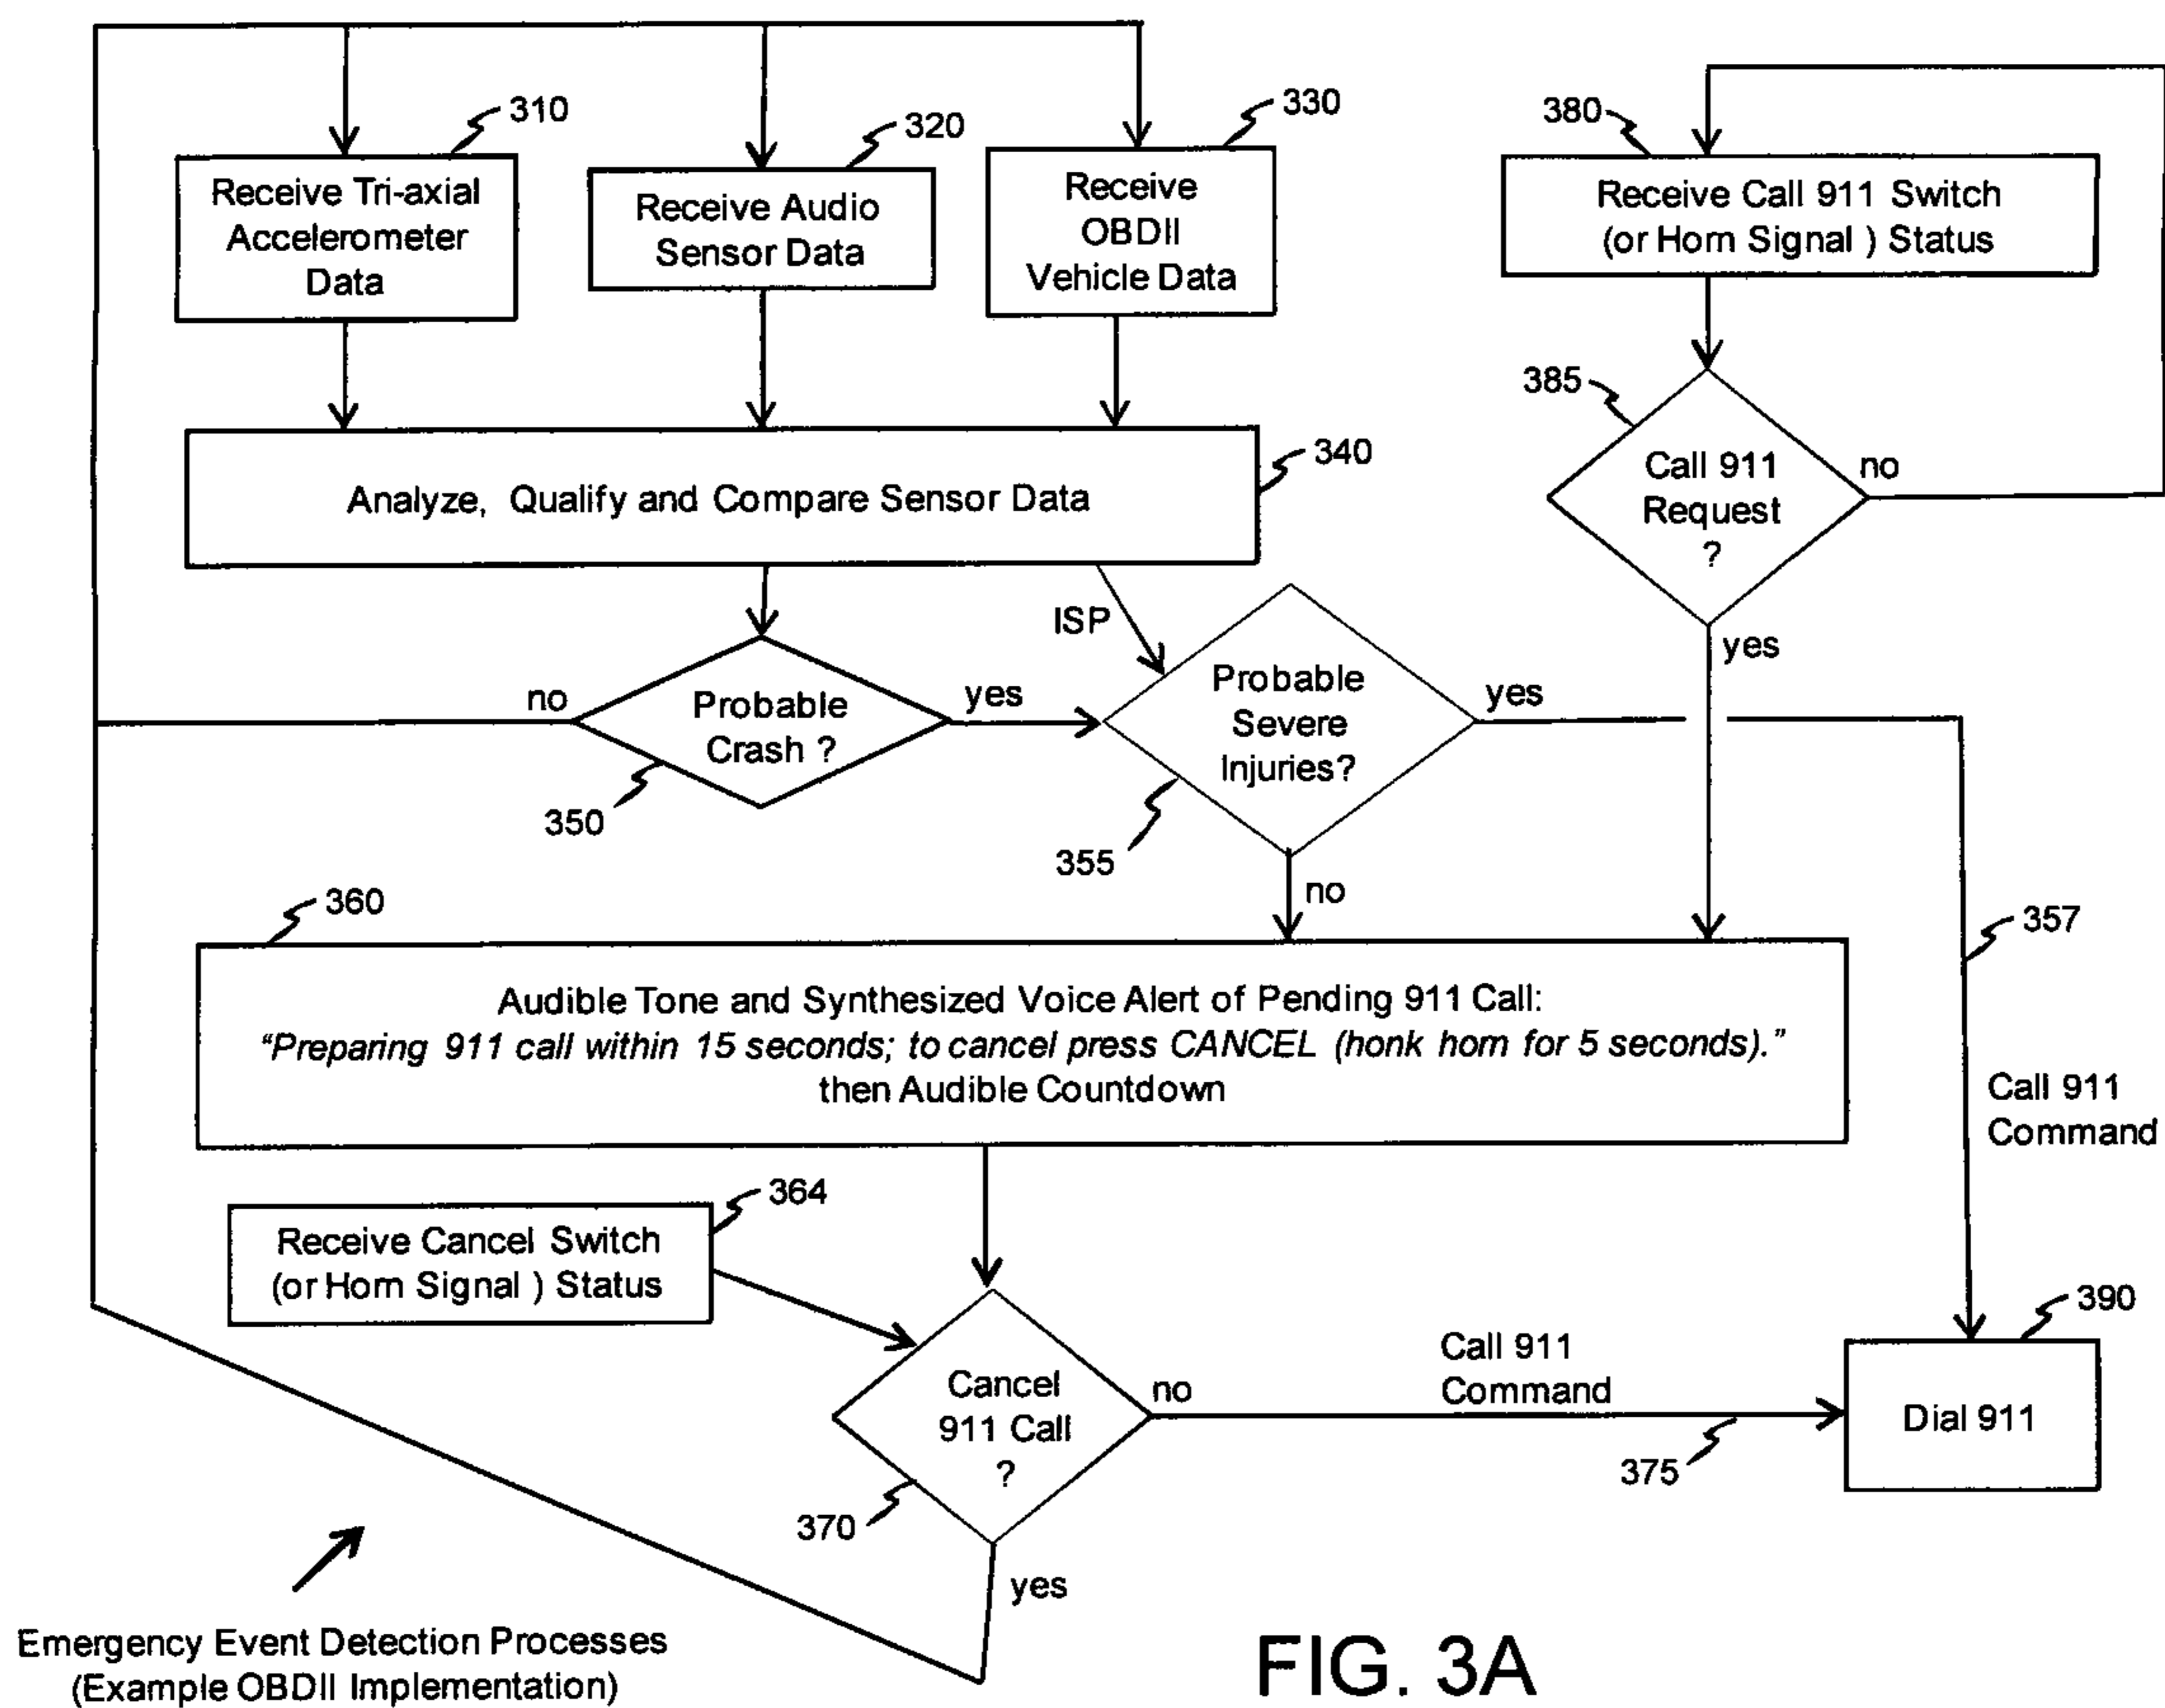 310
320
330
380
Receive Tri-axial
Accelerometer
Data
Receive Audio
Sensor Data
Receive
OBDII
Vehicle Data
Receive Call 911 Switch
(or Horn Signal ) Status
385
Call 911
Request
?
no
yes
340
Analyze, Qualify and Compare Sensor Data
ISP
no
Probable
Crash ?
yes
350
Probable
Severe
Injuries?
yes
355
no
360
357
Audible Tone and Synthesized Voice Alert of Pending 911 Call:
“Preparing 911 call within 15 seconds; to cancel press CANCEL (honk horn for 5 seconds).”
then Audible Countdown
Call 911
Command
364
Receive Cancel Switch
(or Horn Signal ) Status
Cancel
911 Call
?
no
370
yes
Call 911
Command
375
390
Dial 911
Emergency Event Detection Processes
(Example OBDII Implementation)
FIG. 3A